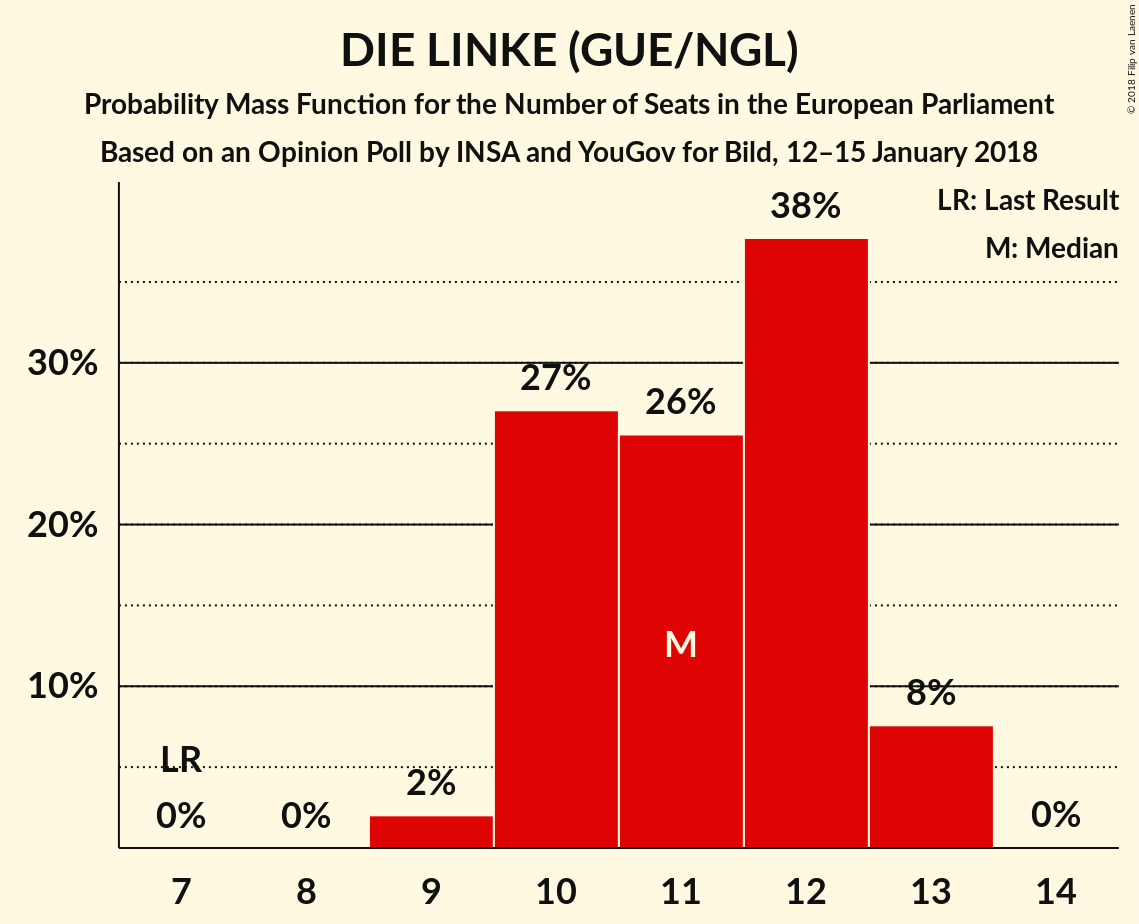 DIE LINKE (GUE/NGL)
Probability Mass Function for the Number of Seats in the European Parliament
Based on an Opinion Poll by INSA and YouGov for Bild, 12–15 January 2018
© 2018 Filip van Laenen
LR: Last Result
M: Median
38%
30%
27%
26%
20%
M
10%
8%
LR
2%
0%
0%
0%
7 8 9 10 11 12 13 14